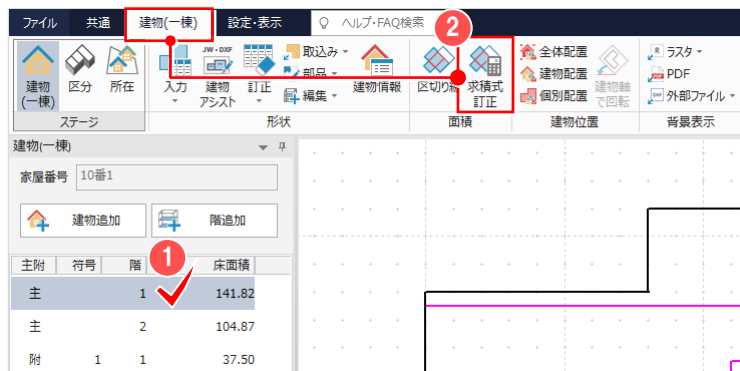 ファイル 共通 建物(一棟) 設定・表示 ヘルプ・FAQ検索
2
建物
(一棟)
区分
所在
ステージ
入力
JW・DXF
建物
アシスト
訂正
取込み
部品
編集
建物情報
形状
区切り線
求積式
訂正
面積
全体配置
建物配置
個別配置
建物軸
で回転
建物位置
R ラスタ
PDF
DXF 外部ファイル
背景表示
建物(一棟)
家屋番号 10番1
建物追加 階追加
1
主附 符号 階 床面積
主 1 141.82
主 2 104.87
附 1 1 37.50